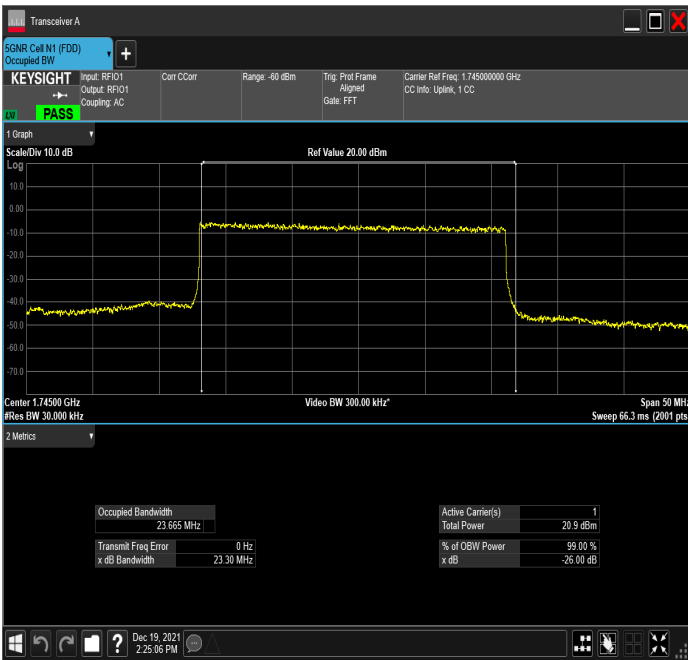 Transceiver A
5GNR Cell N1 (FDD)
Occupied BW
KEYSIGHT
LXI
PASS
Input: RFIO1
Output: RFIO1
Coupling: AC
Corr CCorr
Range: -60 dBm
Trig: Prot Frame
Aligned
Gate: FFT
Carrier Ref Freq: 1.745000000 GHz
CC Info: Uplink, 1 CC
1 Graph
Scale/Div 10.0 dB
Ref Value 20.00 dBm
Log
10.0
0.00
-10.0
-20.0
-30.0
-40.0
-50.0
-60.0
-70.0
Center 1.74500 GHz
Video BW 300.00 kHz*
Span 50 MHz
#Res BW 30.000 kHz
Sweep 66.3 ms (2001 pts
2 Metrics
Occupied Bandwidth
23.665 MHz
Transmit Freq Error 0 Hz
x dB Bandwidth 23.30 MHz
Active Carrier(s) 1
Total Power 20.9 dBm
% of OBW Power 99.00 %
x dB -26.00 dB
?
Dec 19, 2021
2:25:06 PM